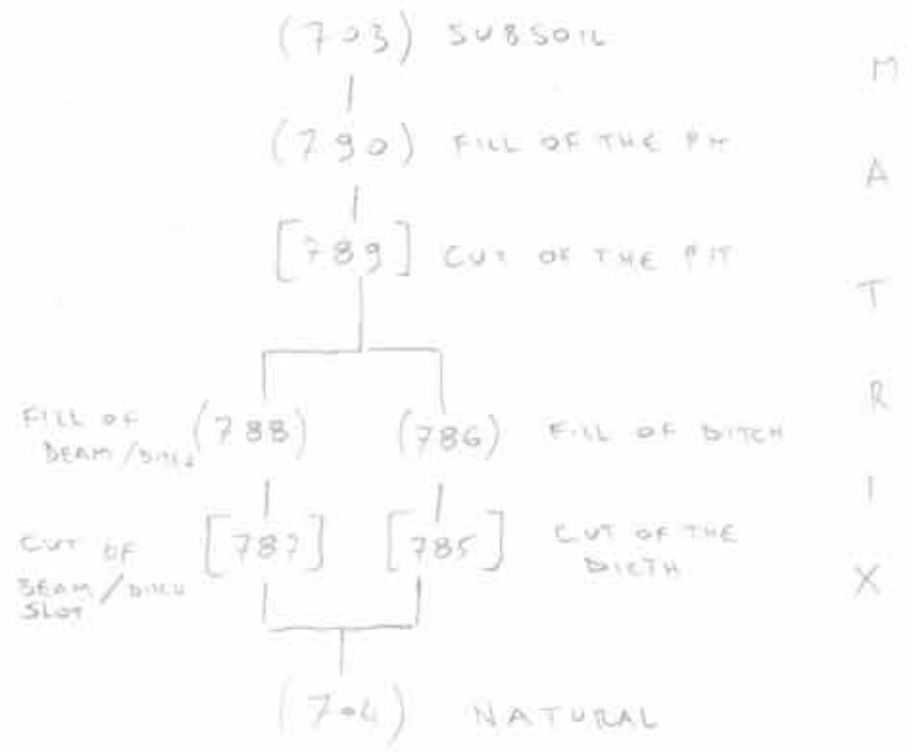 (703) SUBSOIL
(790) FILL OF THE PIT
[789] CUT OF THE PIT
FILL OF
BEAM/DITCH (788) (786) FILL OF DITCH
CUT OF
BEAM/DITCH
SLOT [787] [785] CUT OF THE
DICTH
(704) NATURAL
M
A
T
R
I
X